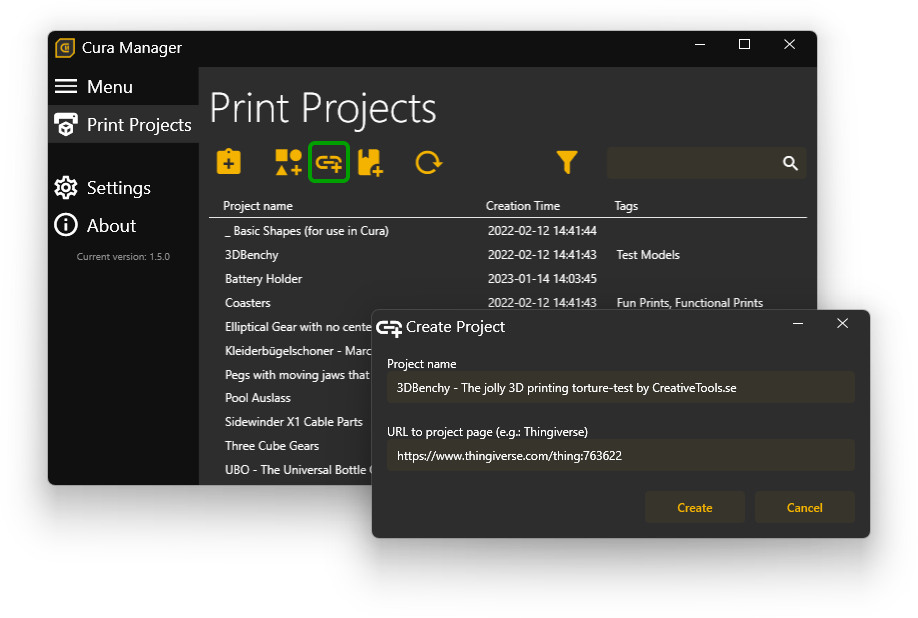 Cura Manager
Menu
Print Projects
Settings
About
Current version: 1.5.0
Print Projects
Project name Creation Time Tags
_ Basic Shapes (for use in Cura) 2022-02-12 14:41:44
3DBenchy 2022-02-12 14:41:43 Test Models
Battery Holder 2023-01-14 14:03:45
Coasters 2022-02-12 14:41:43 Fun Prints, Functional Prints
Elliptical Gear with no cente
Kleiderbügelschoner - Marc
Pegs with moving jaws that
Pool Auslass
Sidewinder X1 Cable Parts
Three Cube Gears
UBO - The Universal Bottle
Create Project
Project name
3DBenchy - The jolly 3D printing torture-test by CreativeTools.se
URL to project page (e.g.: Thingiverse)
https://www.thingiverse.com/thing:763622
Create Cancel